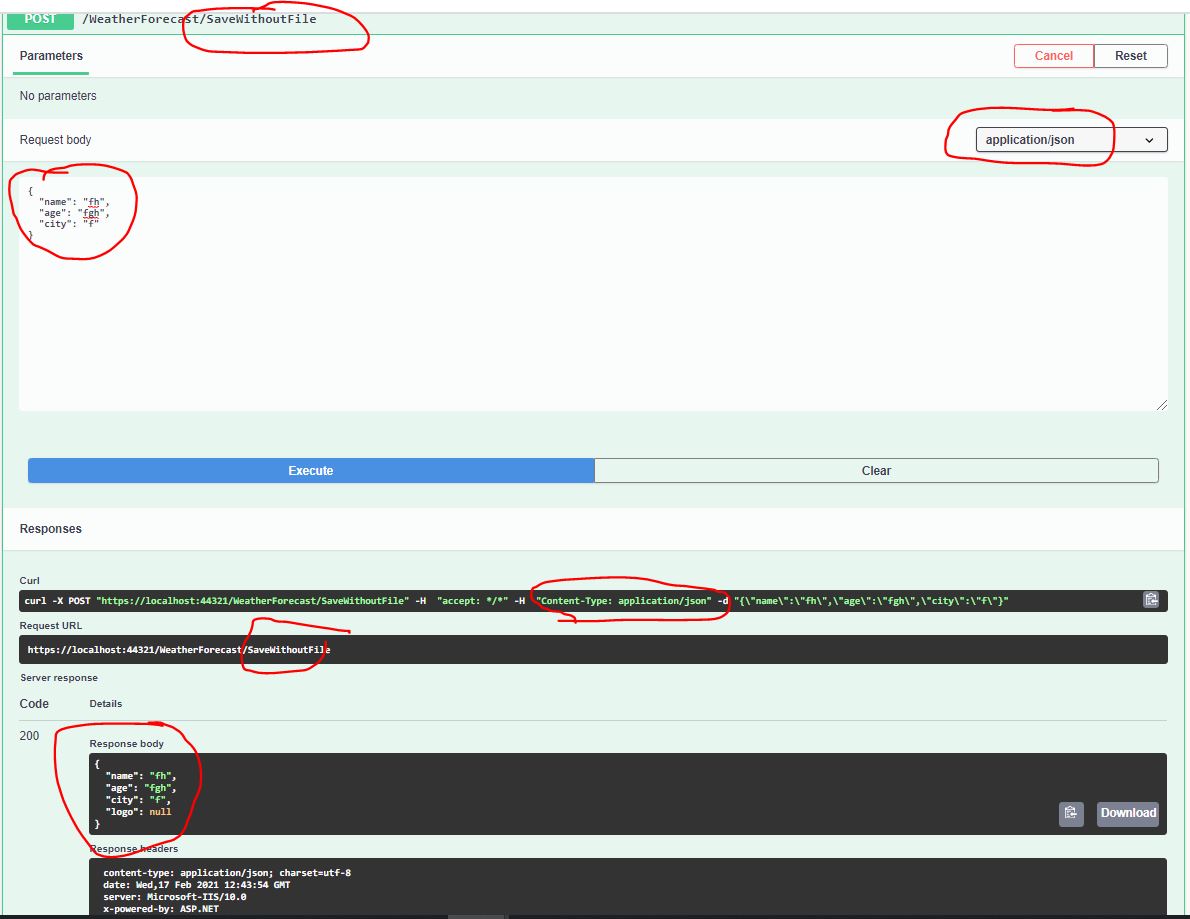 POST /WeatherForecast/SaveWithoutFile
Parameters
Cancel
Reset
No parameters
Request body
application/json
{
"name": "fh",
"age": "fgh",
"city": "f"
}
Execute
Clear
Responses
Curl
curl -X POST "https://localhost:44321/WeatherForecast/SaveWithoutFile" -H  "accept: */*" -H  "Content-Type: application/json" -d "{\"name\":\"fh\",\"age\":\"fgh\",\"city\":\"f\"}"
Request URL
https://localhost:44321/WeatherForecast/SaveWithoutFile
Server response
Code
Details
200
Response body
{
"name": "fh",
"age": "fgh",
"city": "f",
"logo": null
}
Download
Response headers
content-type: application/json; charset=utf-8
date: Wed,17 Feb 2021 12:43:54 GMT
server: Microsoft-IIS/10.0
x-powered-by: ASP.NET